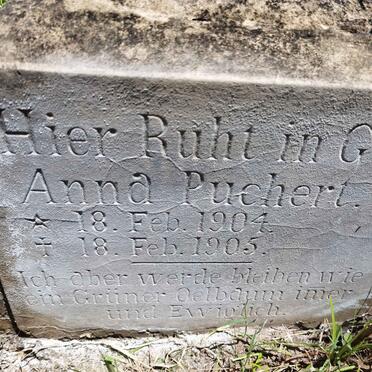 Hier Ruht in G
Anna Puchert.
* 18. Feb. 1904
† 18. Feb. 1905
Ich aber werde bleiben wie
ein Grüner Oelbaum imer
und Ewiglich.